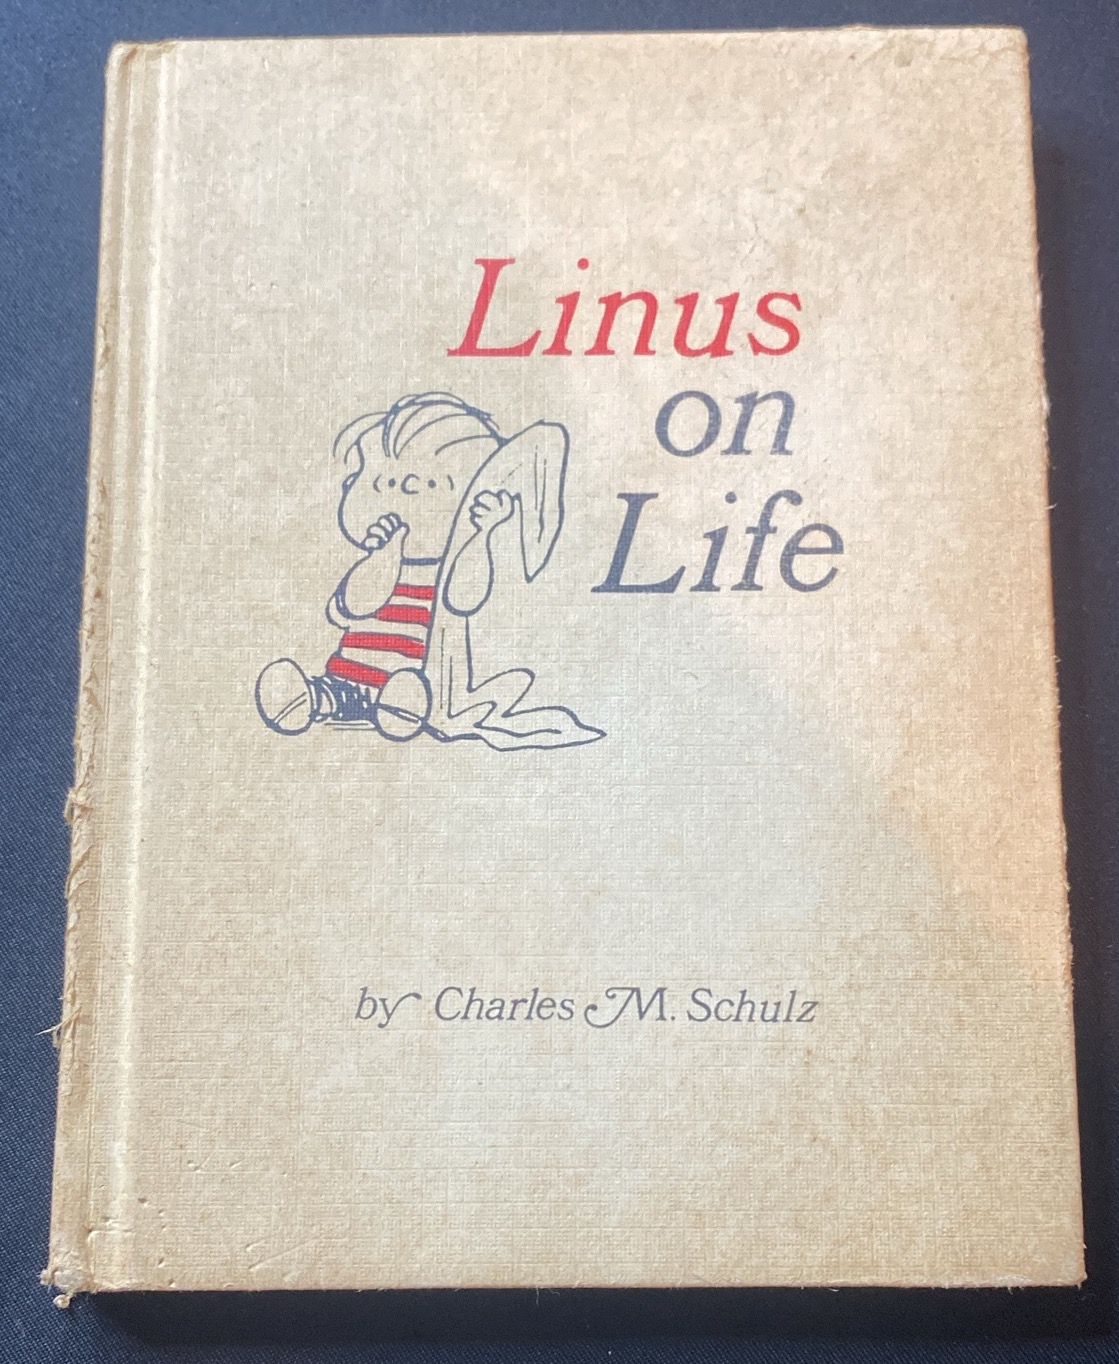 Linus
on
Life
by Charles M. Schulz